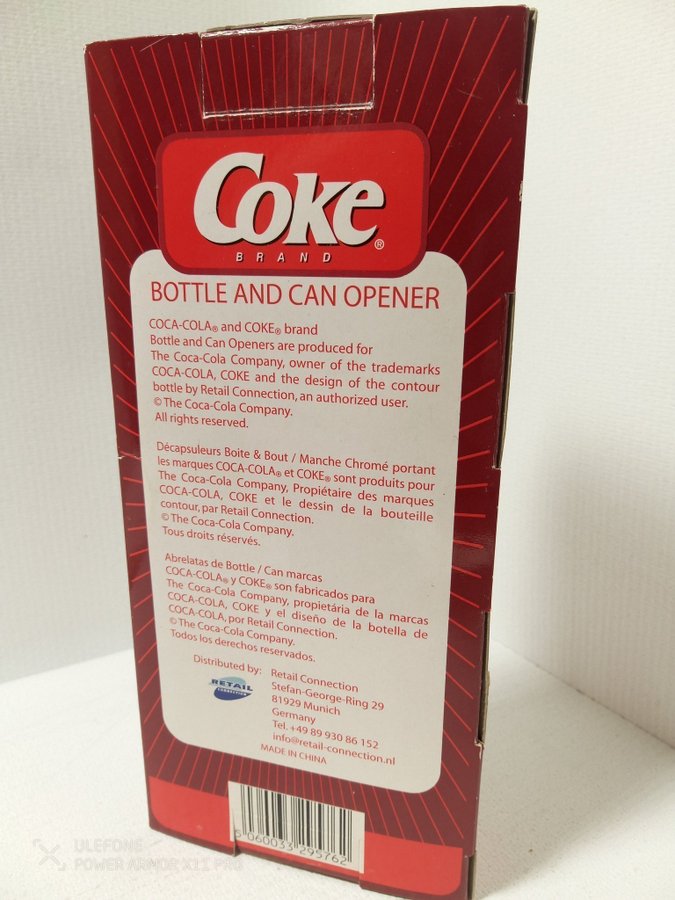 Coke®
BRAND
BOTTLE AND CAN OPENER
COCA-COLA® and COKE® brand
Bottle and Can Openers are produced for
The Coca-Cola Company, owner of the trademarks
COCA-COLA, COKE and the design of the contour
bottle by Retail Connection, an authorized user.
© The Coca-Cola Company.
All rights reserved.
Décapsuleurs Boite & Bout / Manche Chromé portant
les marques COCA-COLA® et COKE® sont produits pour
The Coca-Cola Company, Propiétaire des marques
COCA-COLA, COKE et le dessin de la bouteille
contour, par Retail Connection.
© The Coca-Cola Company.
Tous droits réservés.
Abrelatas de Bottle / Can marcas
COCA-COLA® y COKE® son fabricados para
The Coca-Cola Company, propietária de la marcas
COCA-COLA, COKE y el diseño de la botella de
COCA-COLA, por Retail Connection.
© The Coca-Cola Company.
Todos los derechos reservados.
Distributed by:
RETAIL
CONNECTION
Retail Connection
Stefan-George-Ring 29
81929 Munich
Germany
Tel. +49 89 930 86 152
info@retail-connection.nl
MADE IN CHINA
5 060033 295762
ULEFONE
POWER ARMOR X11 PRO